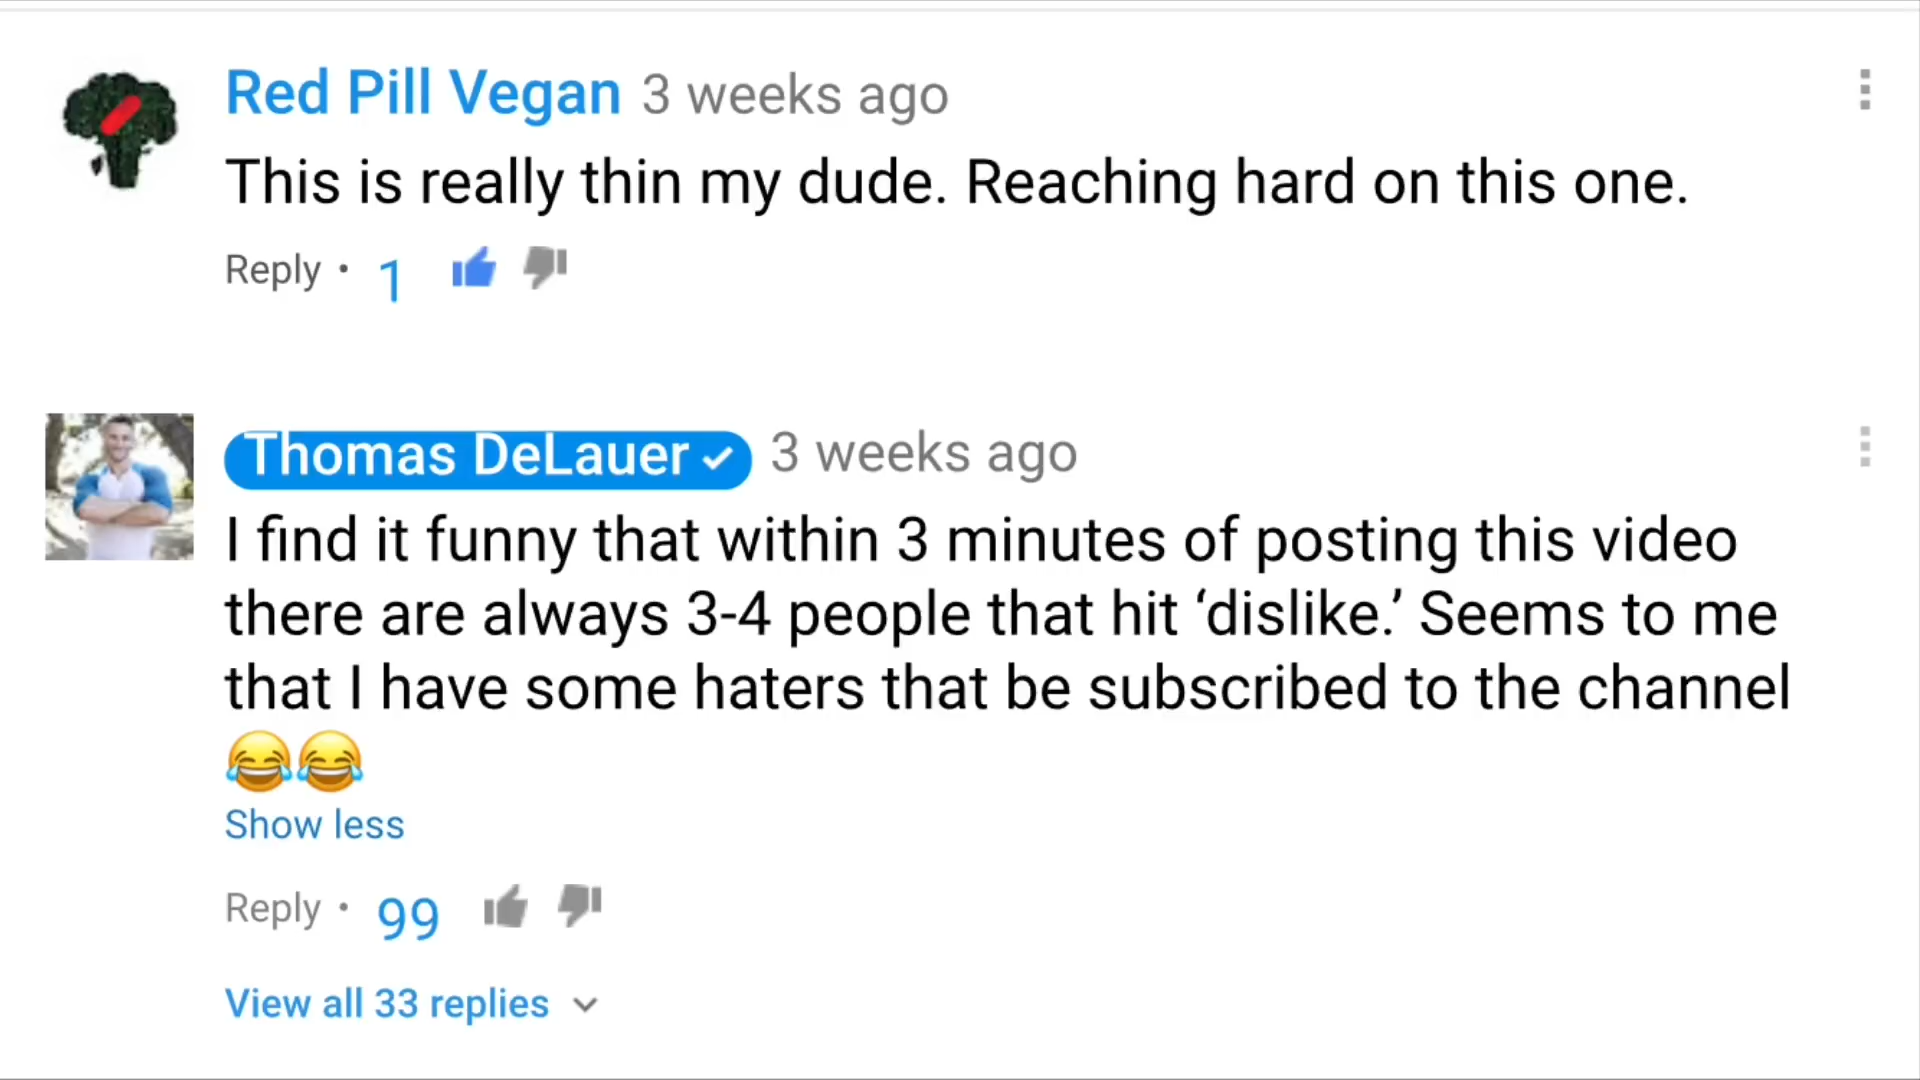 Red Pill Vegan 3 weeks ago
This is really thin my dude. Reaching hard on this one.
Reply • 1
Thomas DeLauer 3 weeks ago
I find it funny that within 3 minutes of posting this video
there are always 3-4 people that hit ‘dislike.’ Seems to me
that I have some haters that be subscribed to the channel
😂😂
Show less
Reply • 99
View all 33 replies